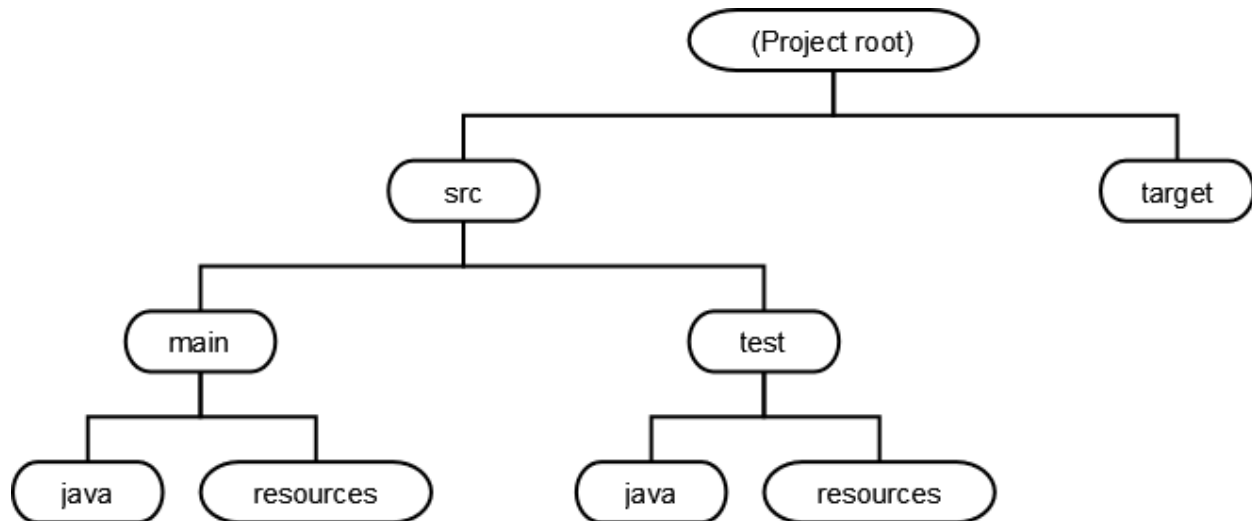 (Project root)
src
target
main
test
java
resources
java
resources